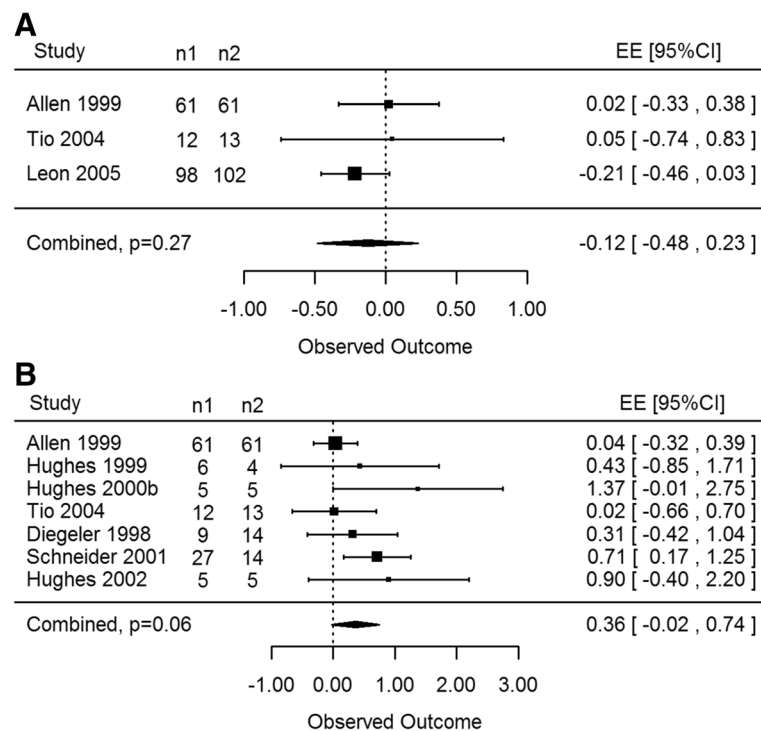 A
Study n1 n2 EE [95%CI]
Allen 1999 61 61 0.02 [ -0.33 , 0.38 ]
Tio 2004 12 13 0.05 [ -0.74 , 0.83 ]
Leon 2005 98 102 -0.21 [ -0.46 , 0.03 ]
Combined, p=0.27 -0.12 [ -0.48 , 0.23 ]
-1.00 -0.50 0.00 0.50 1.00
Observed Outcome
B
Study n1 n2 EE [95%CI]
Allen 1999 61 61 0.04 [ -0.32 , 0.39 ]
Hughes 1999 6 4 0.43 [ -0.85 , 1.71 ]
Hughes 2000b 5 5 1.37 [ -0.01 , 2.75 ]
Tio 2004 12 13 0.02 [ -0.66 , 0.70 ]
Diegeler 1998 9 14 0.31 [ -0.42 , 1.04 ]
Schneider 2001 27 14 0.71 [ 0.17 , 1.25 ]
Hughes 2002 5 5 0.90 [ -0.40 , 2.20 ]
Combined, p=0.06 0.36 [ -0.02 , 0.74 ]
-1.00 0.00 1.00 2.00 3.00
Observed Outcome